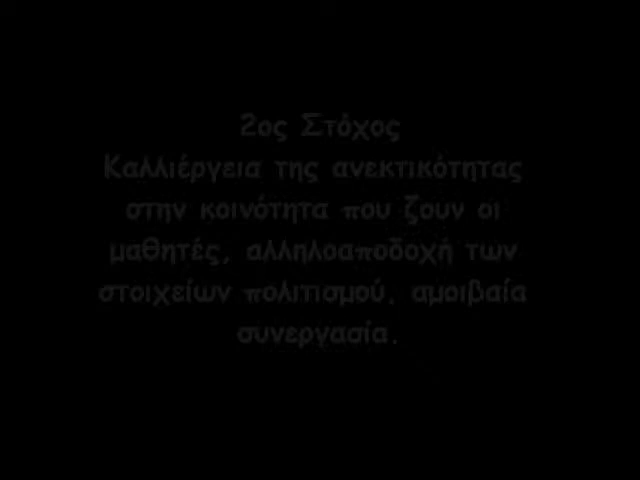 2ος Στόχος
Καλλιέργεια της ανεκτικότητας
στην κοινότητα που ζουν οι
μαθητές, αλληλοαποδοχή των
στοιχείων πολιτισμού, αμοιβαία
συνεργασία.